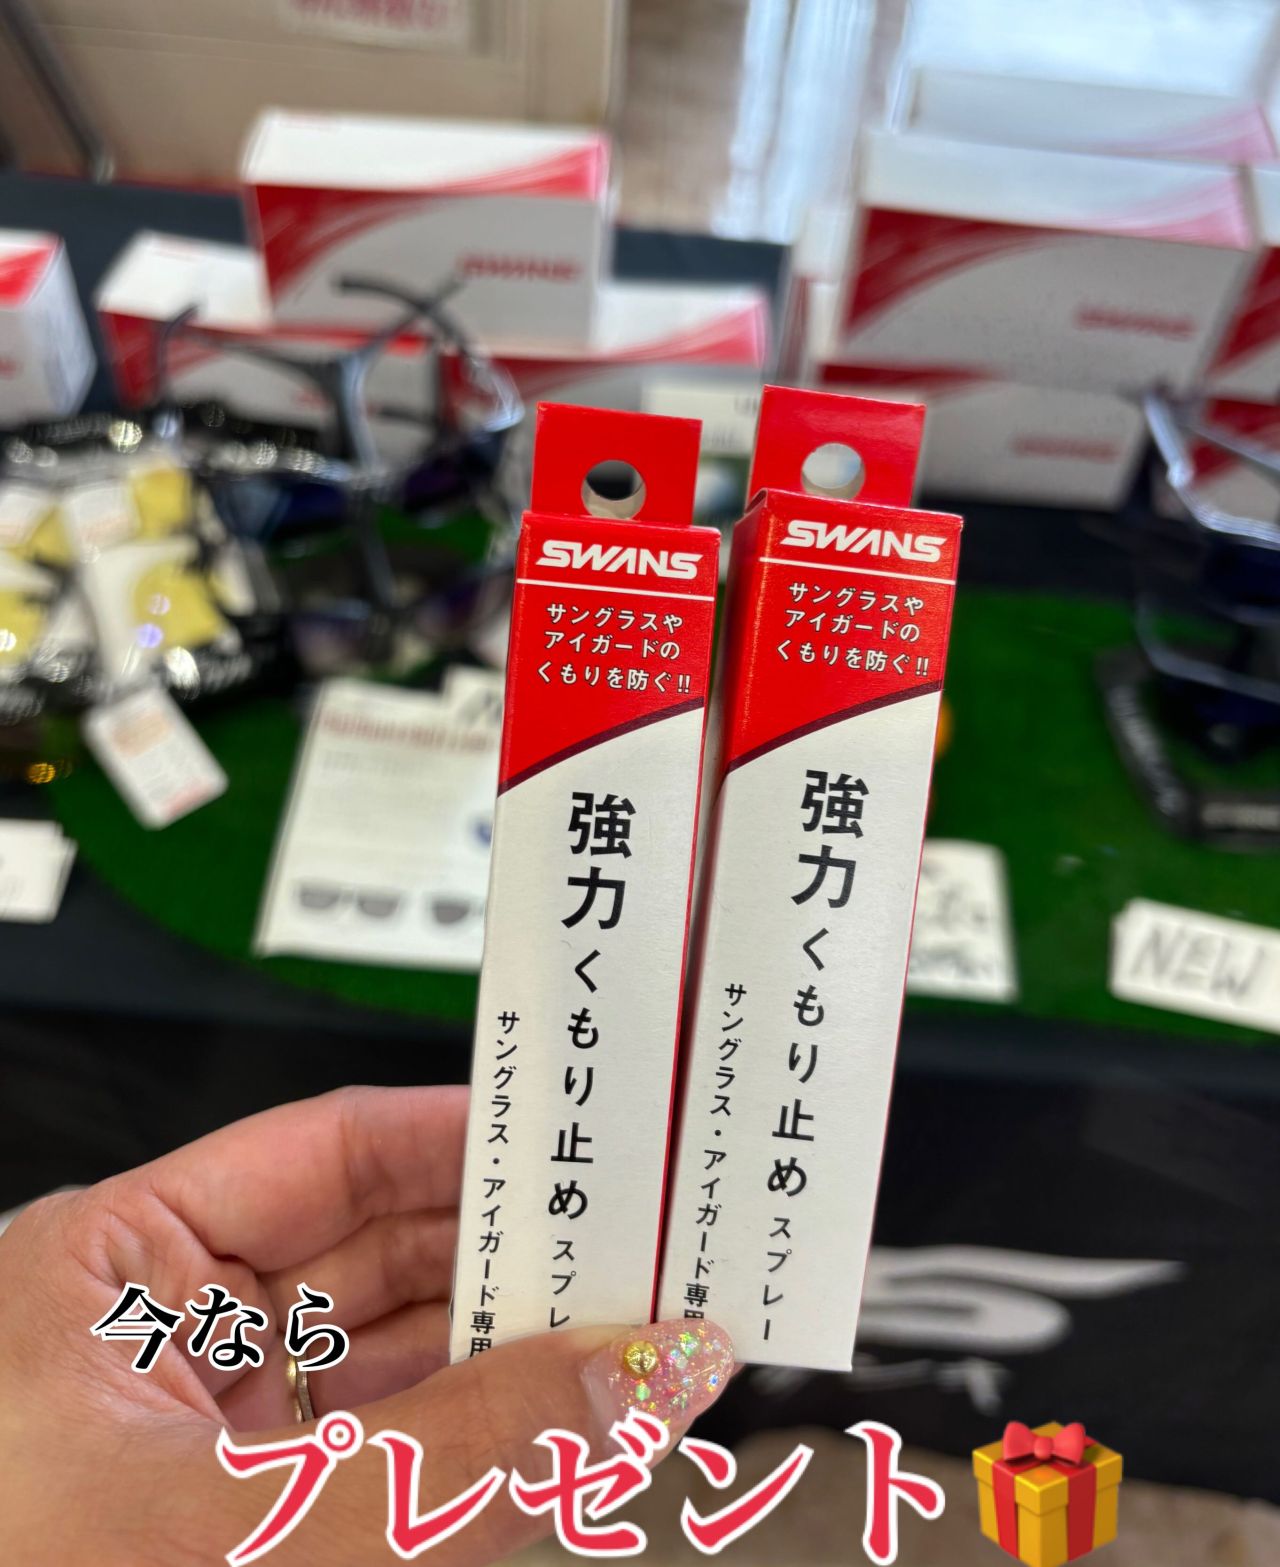 SWANS
サングラスや
アイガードの
くもりを防ぐ!!
強力くもり止めスプレ
サングラス・アイガード専用
SWANS
サングラスや
アイガードの
くもりを防ぐ!!
強力くもり止めスプレー
サングラス・アイガード専用
SWANS
SWANS
NEW
今なら
プレゼント🎁